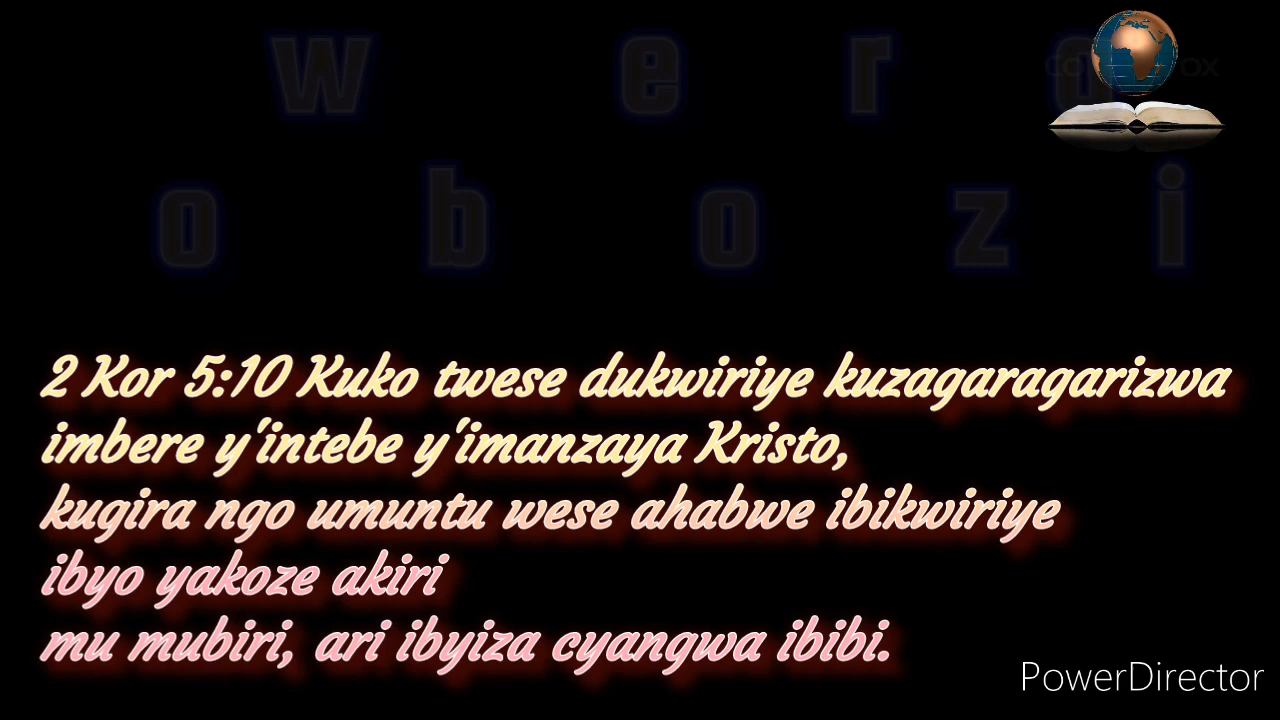 w e r o
o b o z i
2 Kor 5:10 Kuko twese dukwiriye kuzagaragarizwa
imbere y'intebe y'imanzaya Kristo,
kugira ngo umuntu wese ahabwe ibikwiriye
ibyo yakoze akiri
mu mubiri, ari ibyiza cyangwa ibibi.
PowerDirector